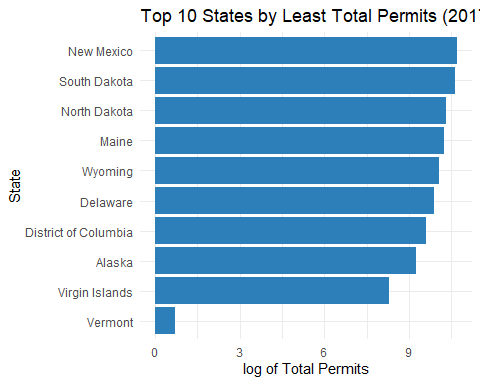 Top 10 States by Least Total Permits (2017
New Mexico
South Dakota
North Dakota
Maine
Wyoming
Delaware
District of Columbia
Alaska
Virgin Islands
Vermont
State
0 3 6 9
log of Total Permits